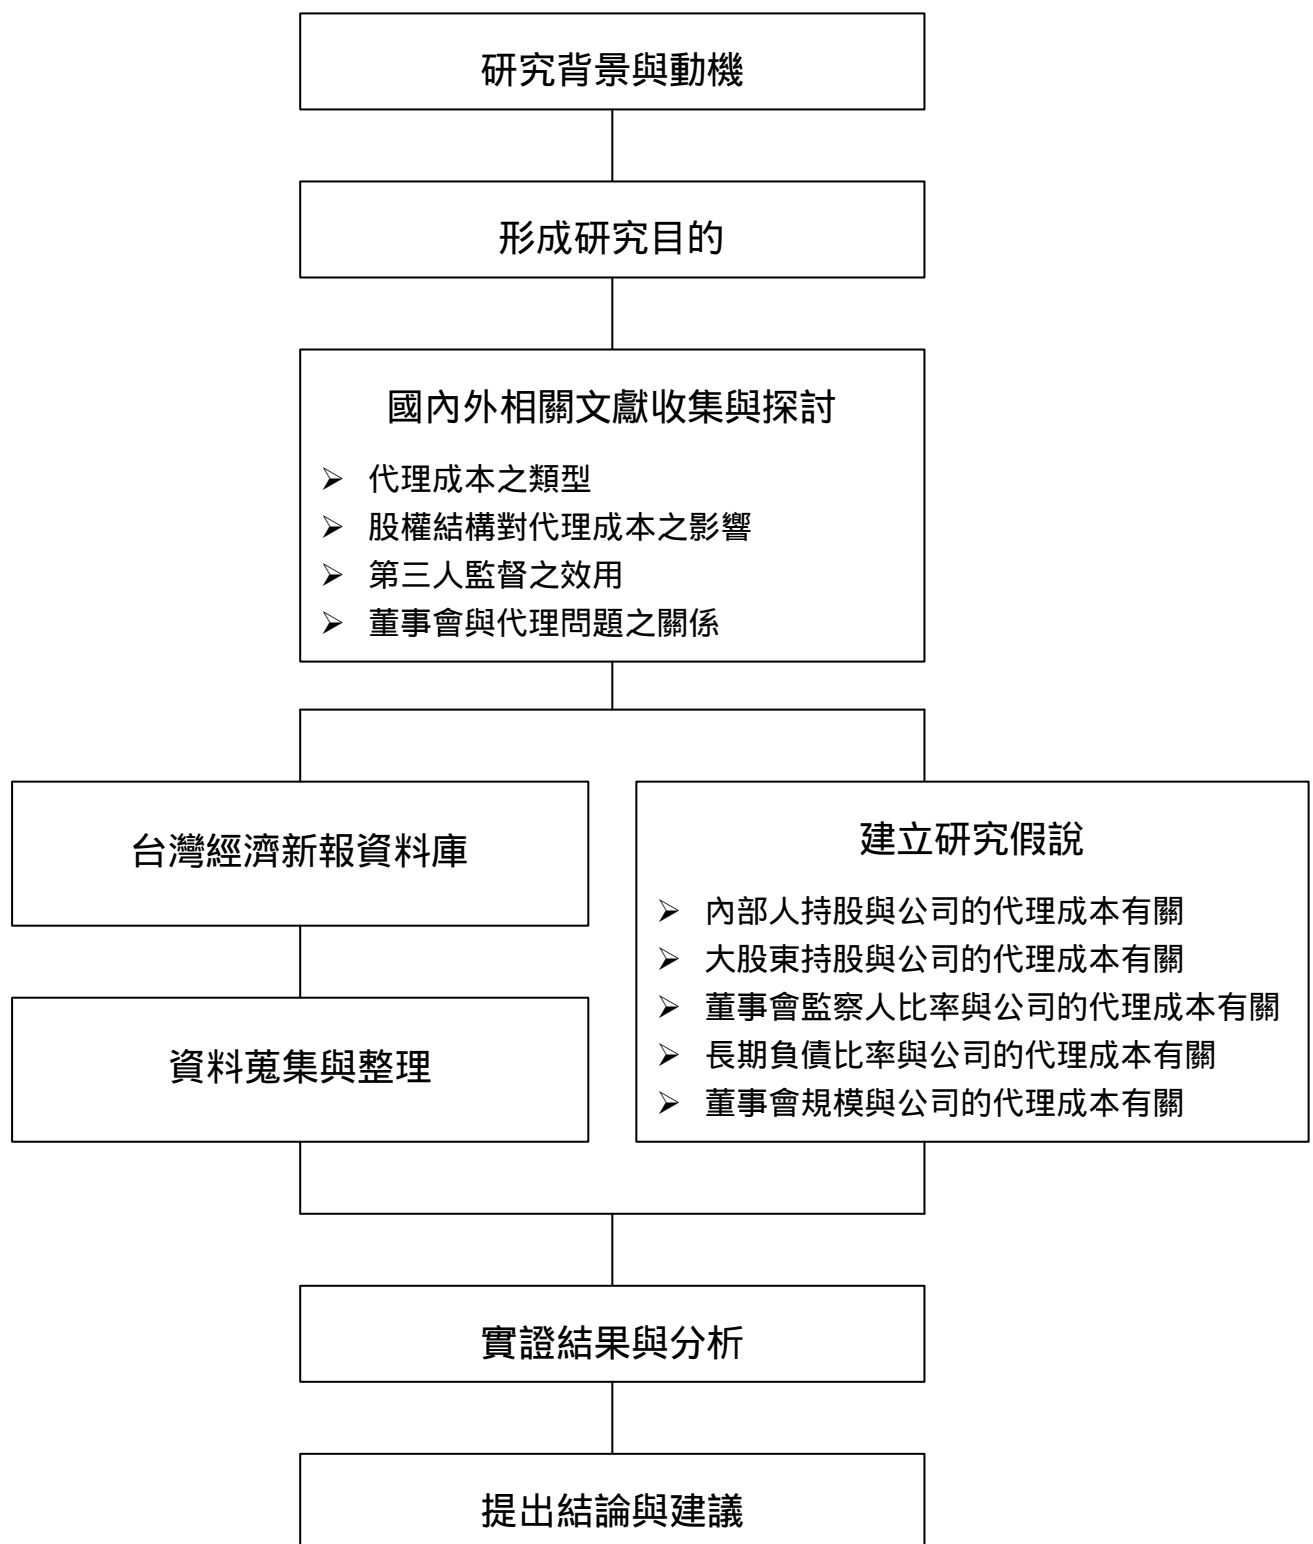 研究背景與動機
形成研究目的
國內外相關文獻收集與探討
➢ 代理成本之類型
➢ 股權結構對代理成本之影響
➢ 第三人監督之效用
➢ 董事會與代理問題之關係
台灣經濟新報資料庫
資料蒐集與整理
建立研究假說
➢ 內部人持股與公司的代理成本有關
➢ 大股東持股與公司的代理成本有關
➢ 董事會監察人比率與公司的代理成本有關
➢ 長期負債比率與公司的代理成本有關
➢ 董事會規模與公司的代理成本有關
實證結果與分析
提出結論與建議